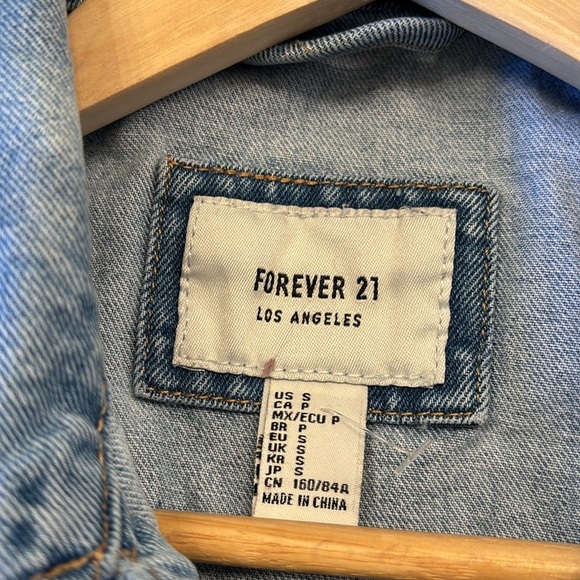 FOREVER 21
LOS ANGELES
US S
CA P
MX/ECU P
BR P
EU S
UK S
KR S
JP S
CN 160/84A
MADE IN CHINA